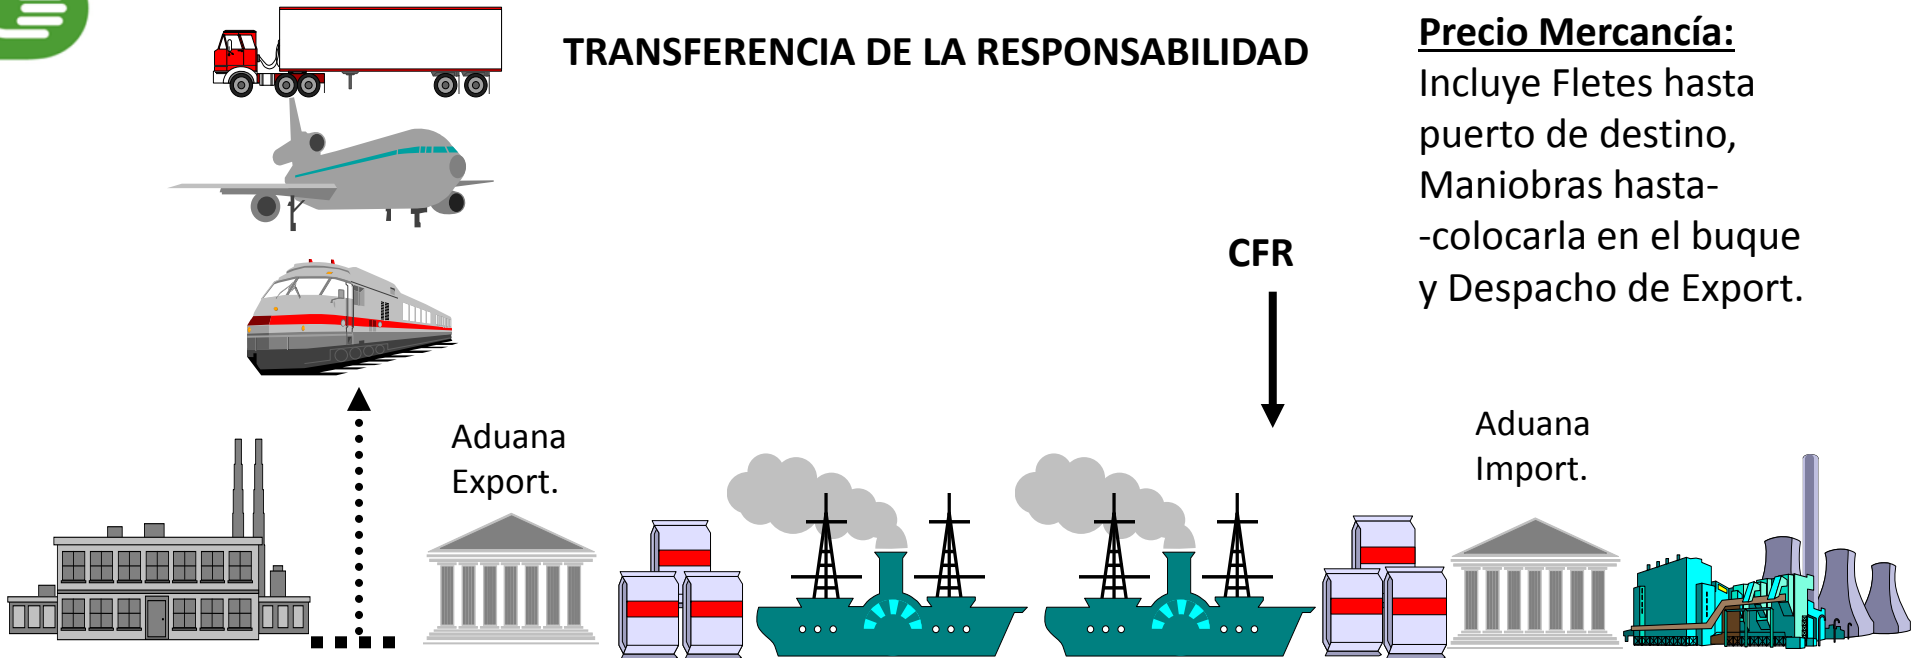 TRANSFERENCIA DE LA RESPONSABILIDAD
Precio Mercancía:
Incluye Fletes hasta
puerto de destino,
Maniobras hasta-
-colocarla en el buque
y Despacho de Export.
CFR
Aduana
Export.
Aduana
Import.